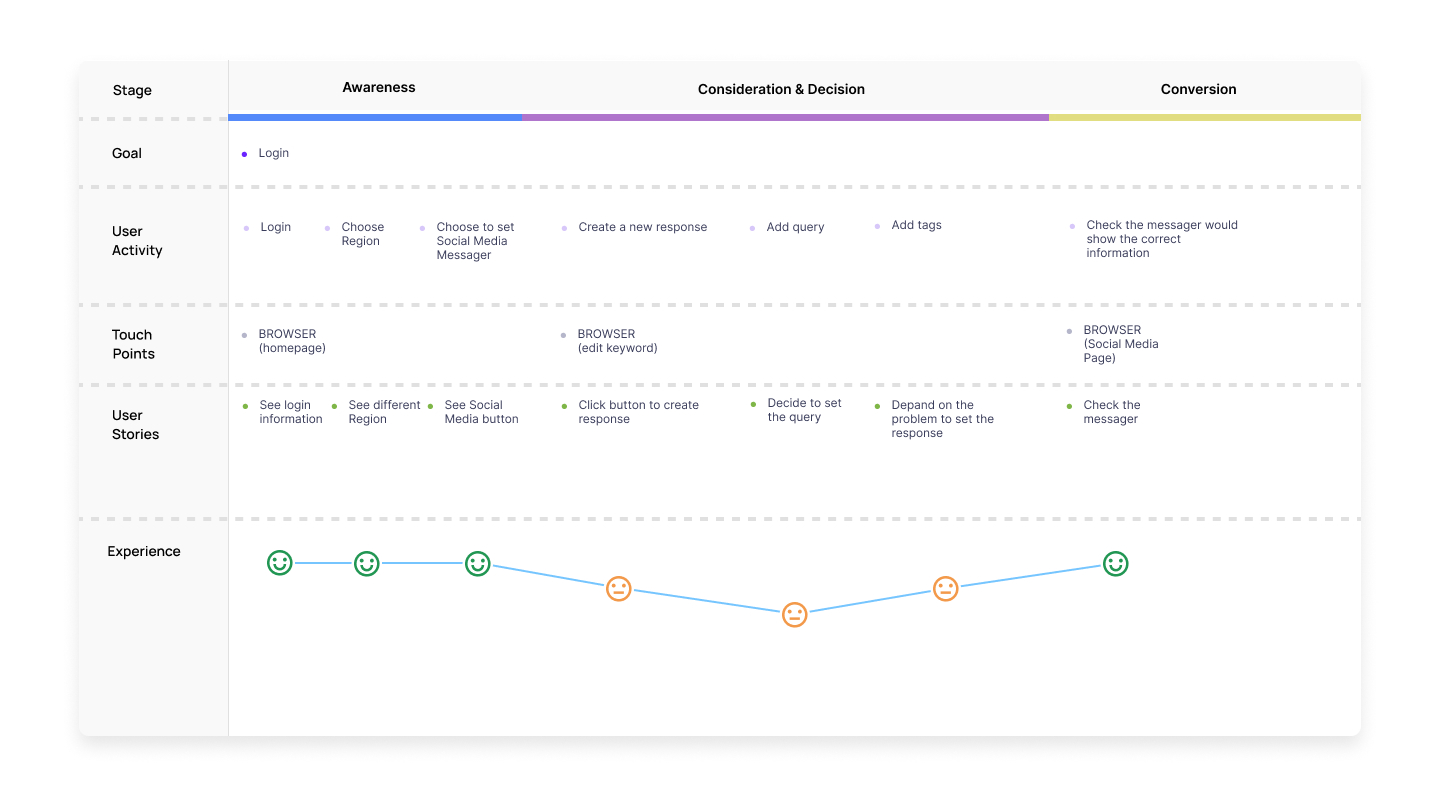 Stage
Awareness
Consideration & Decision
Conversion
Goal
Login
User
Activity
Login
Choose
Region
Choose to set
Social Media
Messager
Create a new response
Add query
Add tags
Check the messager would
show the correct
information
Touch
Points
BROWSER
(homepage)
BROWSER
(edit keyword)
BROWSER
(Social Media
Page)
User
Stories
See login
information
See different
Region
See Social
Media button
Click button to create
response
Decide to set
the query
Depand on the
problem to set the
response
Check the
messager
Experience